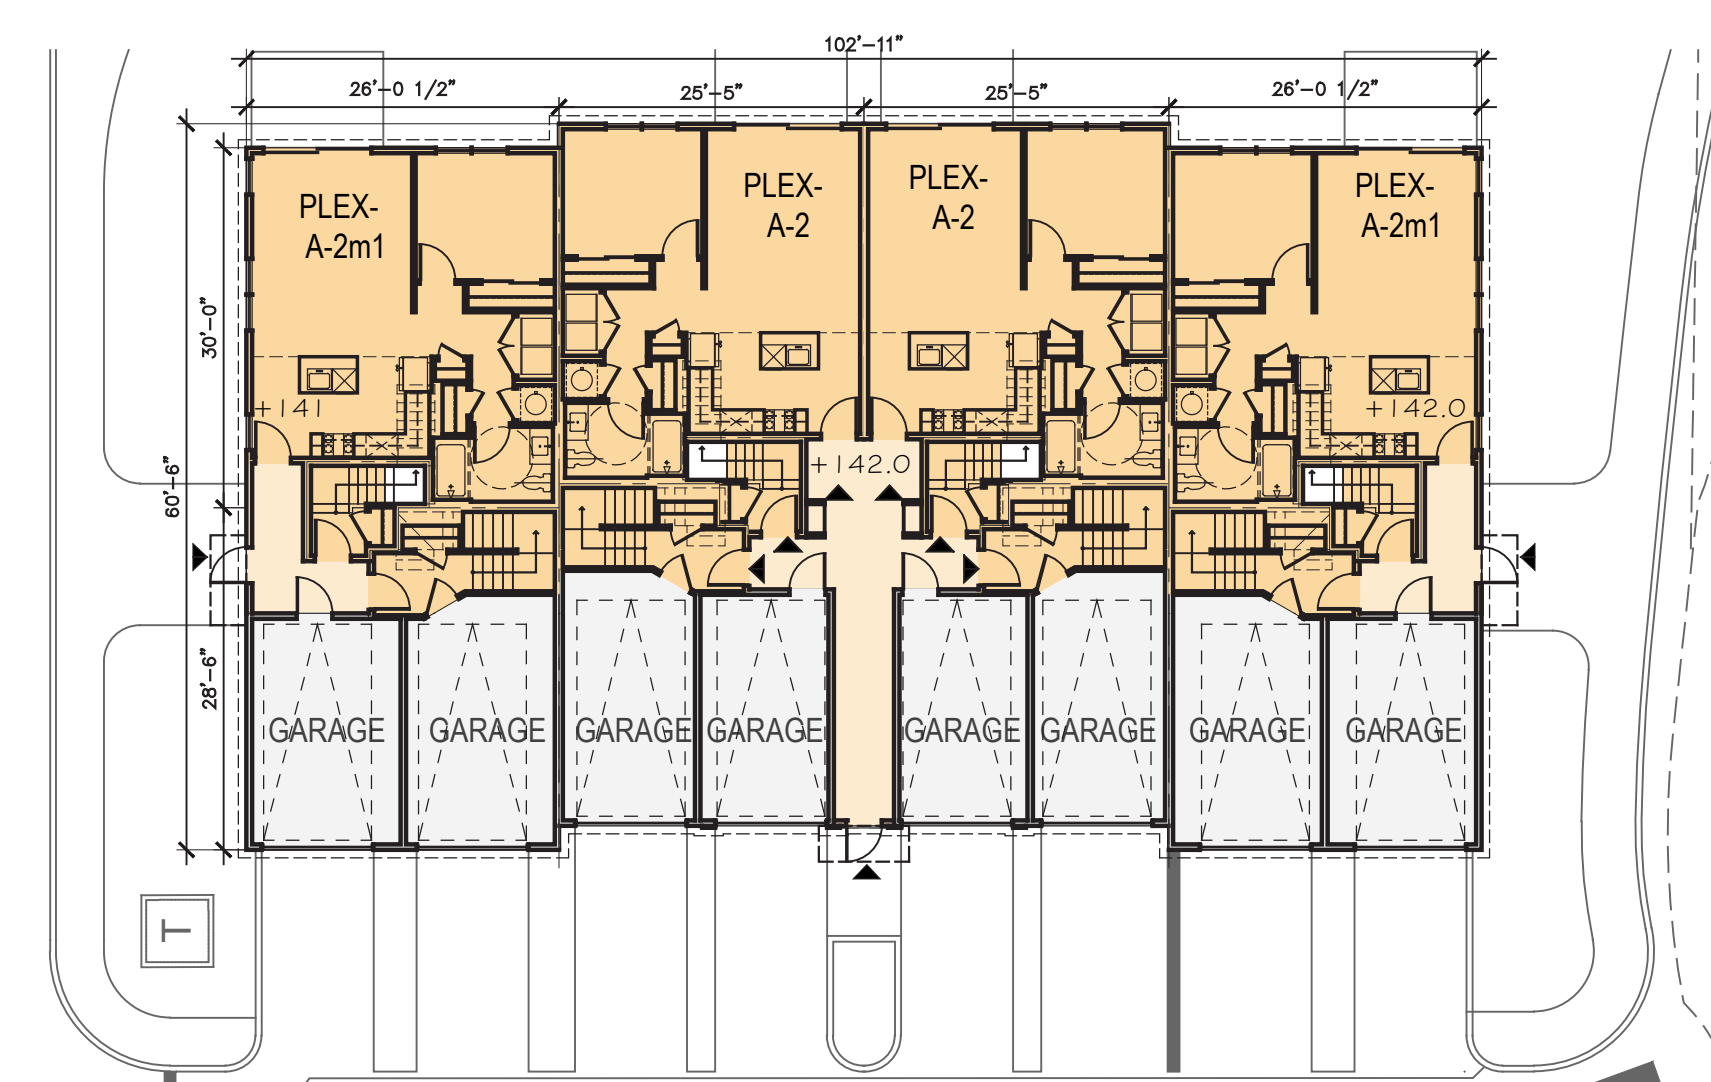 102'-11"
26'-0 1/2"
25'-5"
25'-5"
26'-0 1/2"
PLEX-
A-2m1
PLEX-
A-2
PLEX-
A-2
PLEX-
A-2m1
30'-0"
60'-6"
28'-6"
+141
+142.0
+142.0
GARAGE
GARAGE
GARAGE
GARAGE
GARAGE
GARAGE
GARAGE
GARAGE
T